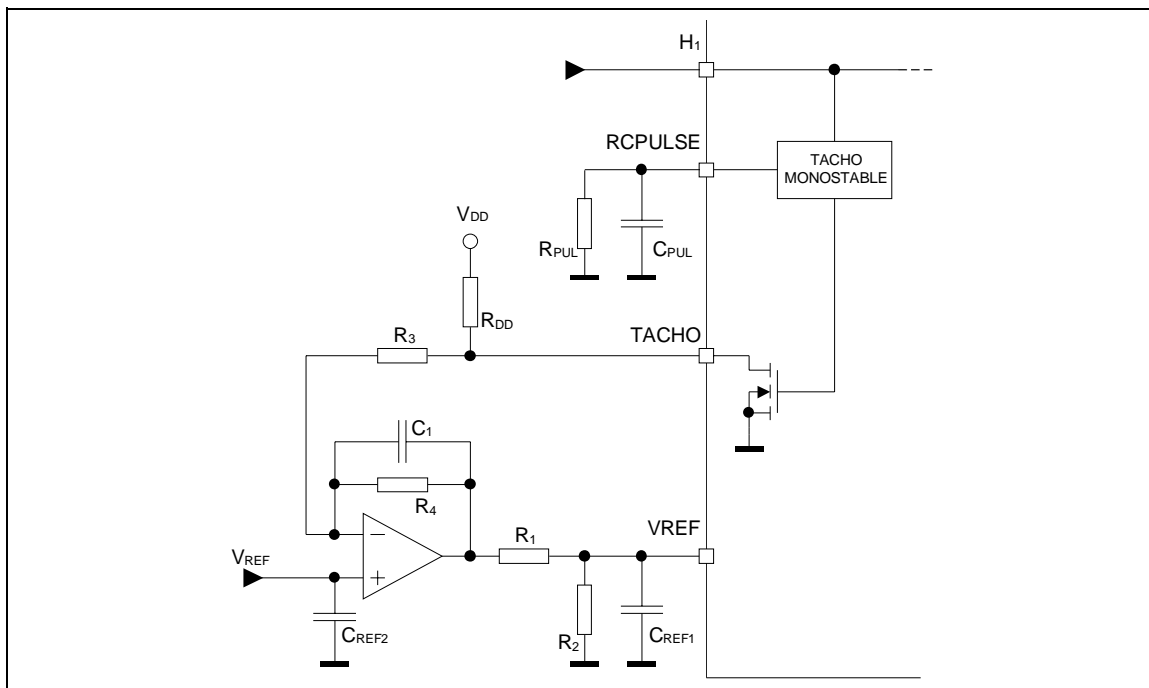 H1
RCPULSE
TACHO
MONOSTABLE
VDD
RPUL
CPUL
RDD
R3
TACHO
C1
R4
R1
VREF
VREF
CREF2
R2
CREF1